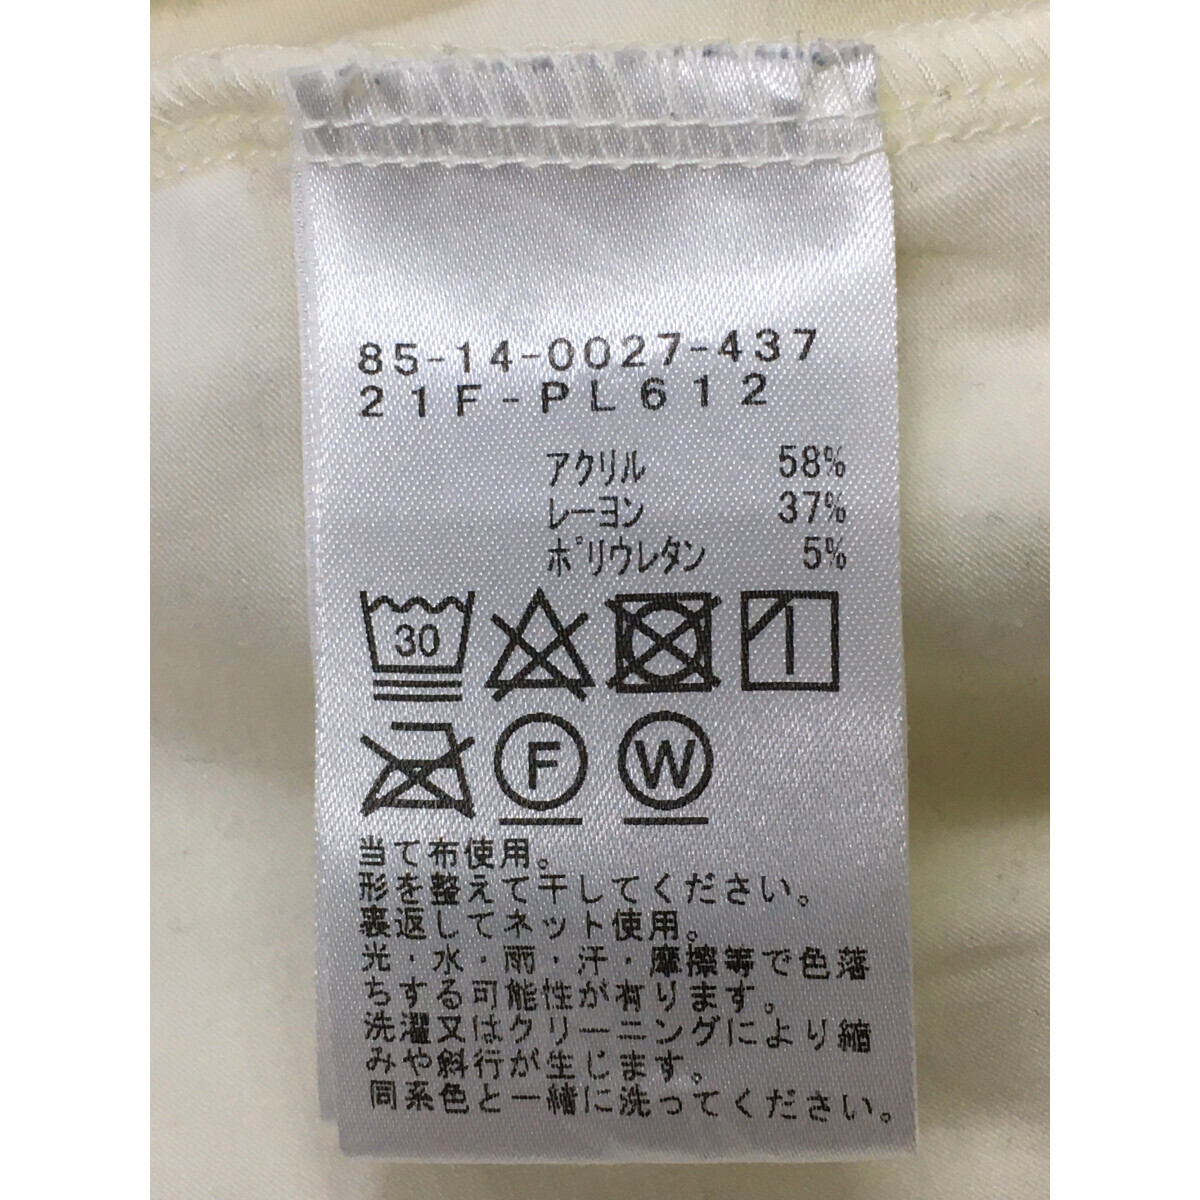 85-14-0027-437
21F-PL612
アクリル 58%
レーヨン 37%
ポリウレタン 5%
30
F W
当て布使用。
形を整えて干してください。
裏返してネット使用。
光・水・雨・汗・摩擦等で色落
ちする可能性が有ります。
洗濯又はクリーニングにより縮
みや斜行が生じます。
同系色と一緒に洗ってください。